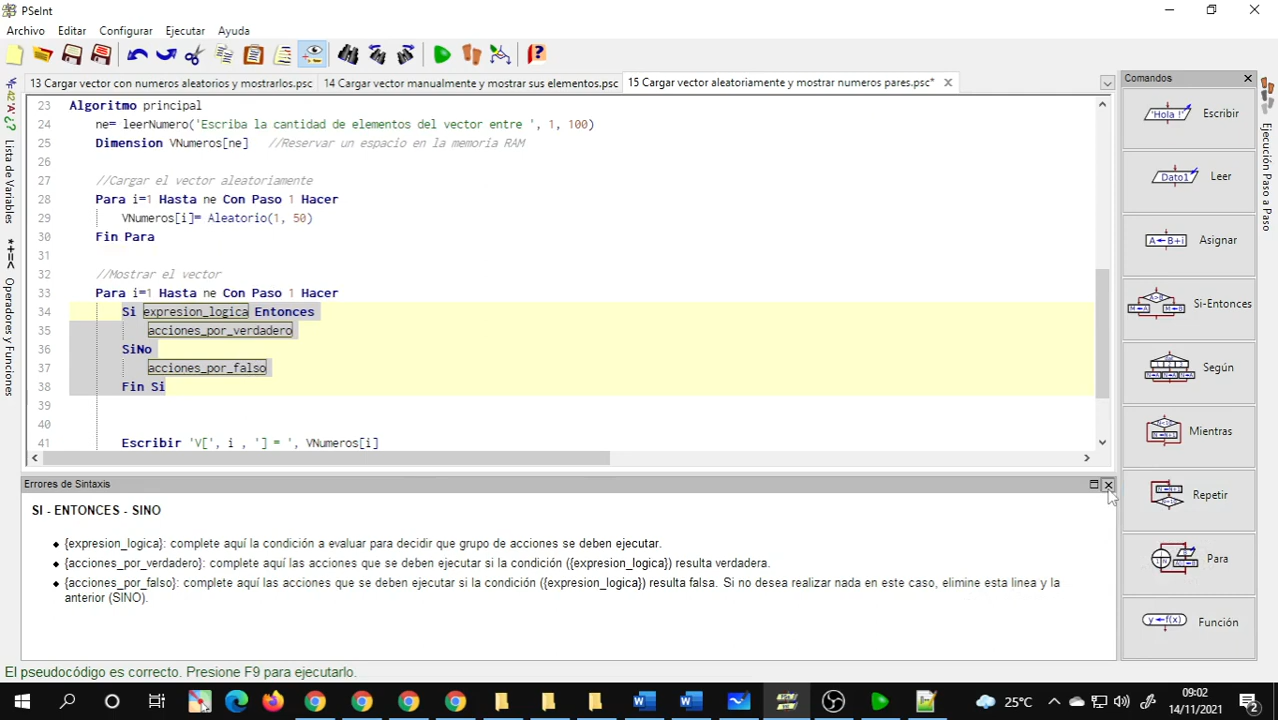 PSeInt
Archivo Editar Configurar Ejecutar Ayuda
13 Cargar vector con numeros aleatorios y mostrarlos.psc 14 Cargar vector manualmente y mostrar sus elementos.psc 15 Cargar vector aleatoriamente y mostrar numeros pares.psc*
Lista de Variables
Operadores y Funciones
23 Algoritmo principal
24 ne= leerNumero('Escriba la cantidad de elementos del vector entre ', 1, 100)
25 Dimension VNumeros[ne] //Reservar un espacio en la memoria RAM
26
27 //Cargar el vector aleatoriamente
28 Para i=1 Hasta ne Con Paso 1 Hacer
29 VNumeros[i]= Aleatorio(1, 50)
30 Fin Para
31
32 //Mostrar el vector
33 Para i=1 Hasta ne Con Paso 1 Hacer
34 Si expresion_logica Entonces
35 acciones_por_verdadero
36 SiNo
37 acciones_por_falso
38 Fin Si
39
40
41 Escribir 'V[', i , '] = ', VNumeros[i]
Comandos
'Hola !' Escribir
Dato1 Leer
A←B+i Asignar
Si-Entonces
Según
Mientras
Repetir
Para
y←f(x) Función
Ejecución Paso a Paso
Errores de Sintaxis
SI - ENTONCES - SINO
◆ {expresion_logica}: complete aquí la condición a evaluar para decidir que grupo de acciones se deben ejecutar.
◆ {acciones_por_verdadero}: complete aquí las acciones que se deben ejecutar si la condición ({expresion_logica}) resulta verdadera.
◆ {acciones_por_falso}: complete aquí las acciones que se deben ejecutar si la condición ({expresion_logica}) resulta falsa. Si no desea realizar nada en este caso, elimine esta linea y la
anterior (SINO).
El pseudocódigo es correcto. Presione F9 para ejecutarlo.
25°C
09:02
14/11/2021
2